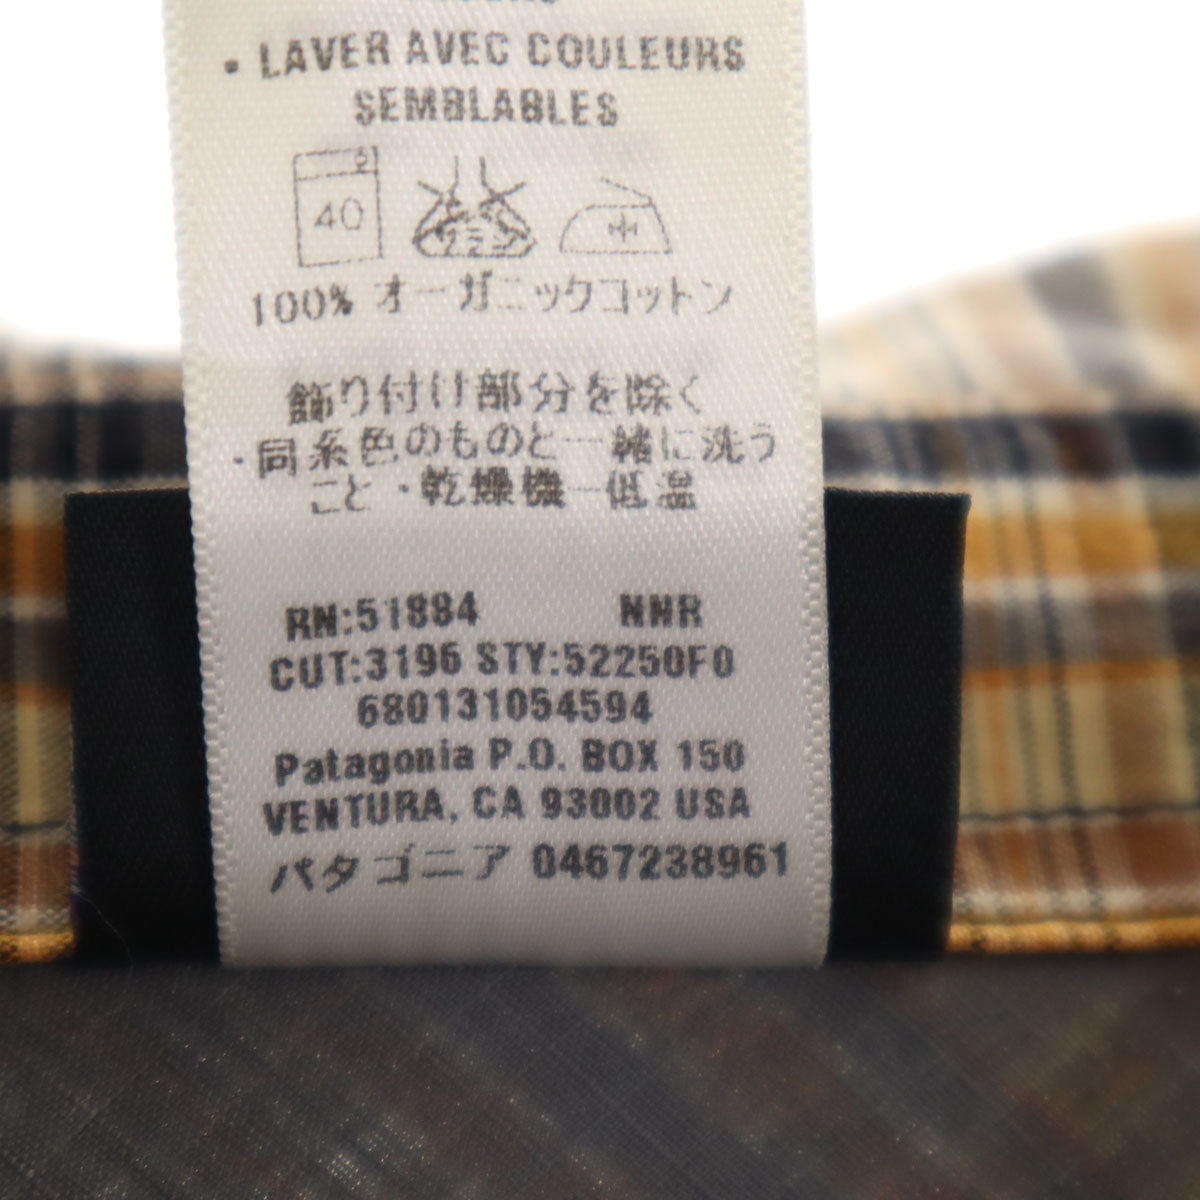 • LAVER AVEC COULEURS
SEMBLABLES
40
100% オーガニックコットン
飾り付け部分を除く
・同系色のものと一緒に洗う
こと・乾燥機一低温
RN:51884 NNR
CUT:3196 STY:52250F0
680131054594
Patagonia P.O. BOX 150
VENTURA, CA 93002 USA
パタゴニア 0467238961